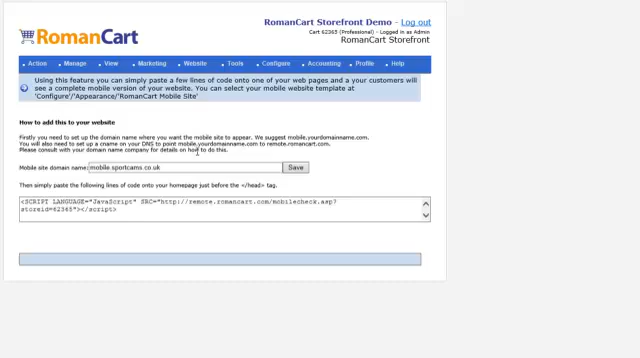 RomanCart Storefront Demo - Log out
Cart 62365 (Professional) - Logged in as Admin
RomanCart Storefront
RomanCart
Action Manage View Marketing Website Tools Configure Accounting Profile Help
Using this feature you can simply paste a few lines of code onto one of your web pages and a your customers will
see a complete mobile version of your website. You can select your mobile website template at
'Configure'/'Appearance/'RomanCart Mobile Site'
How to add this to your website
Firstly you need to set up the domain name where you want the mobile site to appear. We suggest mobile.yourdomainname.com.
You will also need to set up a cname on your DNS to point mobile.yourdomainname.com to remote.romancart.com.
Please consult with your domain name company for details on how to do this.
Mobile site domain name: mobile.sportcams.co.uk Save
Then simply paste the following lines of code onto your homepage just before the </head> tag.
<SCRIPT LANGUAGE="JavaScript" SRC="http://remote.romancart.com/mobilecheck.asp?
storeid=62365"></script>